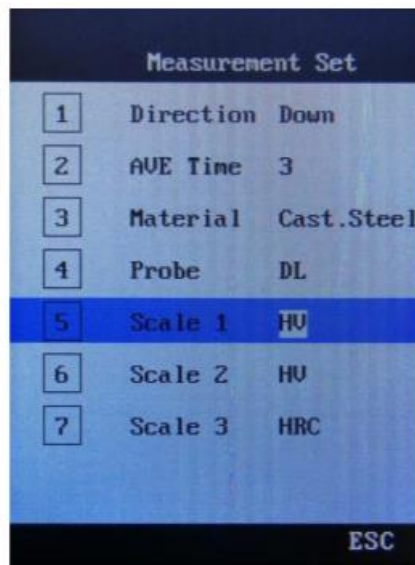 Measurement Set
1 Direction Down
2 AVE Time 3
3 Material Cast.Steel
4 Probe DL
5 Scale 1 HV
6 Scale 2 HV
7 Scale 3 HRC
ESC